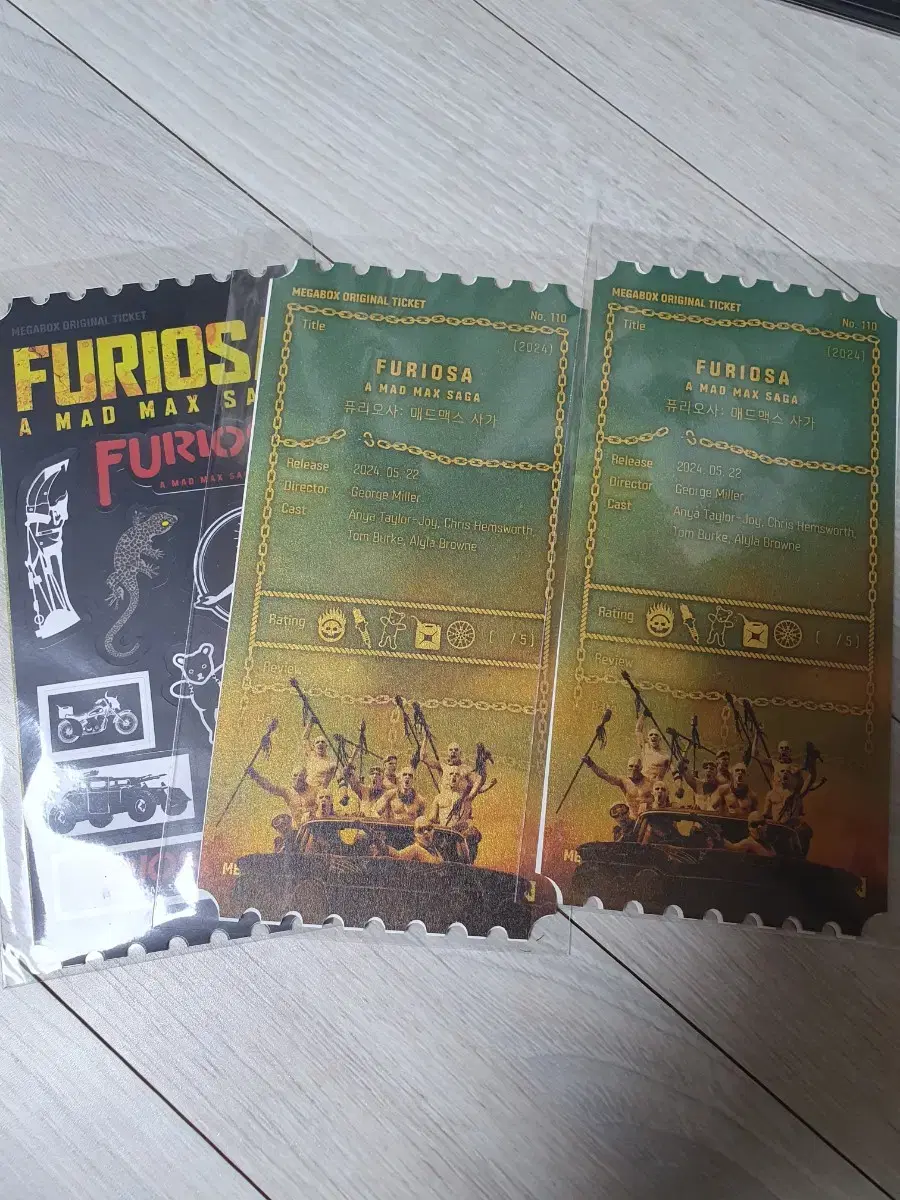 MEGABOX ORIGINAL TICKET
FURIOSA
A MAD MAX SA
FURIO
A MAD MAX SA
MEGABOX ORIGINAL TICKET
No. 110
Title
(2024)
FURIOSA
A MAD MAX SAGA
퓨리오사: 매드맥스 사가
Release 2024. 05. 22
Director George Miller
Cast Anya Taylor-Joy, Chris Hemsworth,
Tom Burke, Alyla Browne
Rating ( /5)
Review
ME
MEGABOX ORIGINAL TICKET
No. 110
Title
(2024)
FURIOSA
A MAD MAX SAGA
퓨리오사: 매드맥스 사가
Release 2024. 05. 22
Director George Miller
Cast Anya Taylor-Joy, Chris Hemsworth,
Tom Burke, Alyla Browne
Rating ( /5)
Review
ME